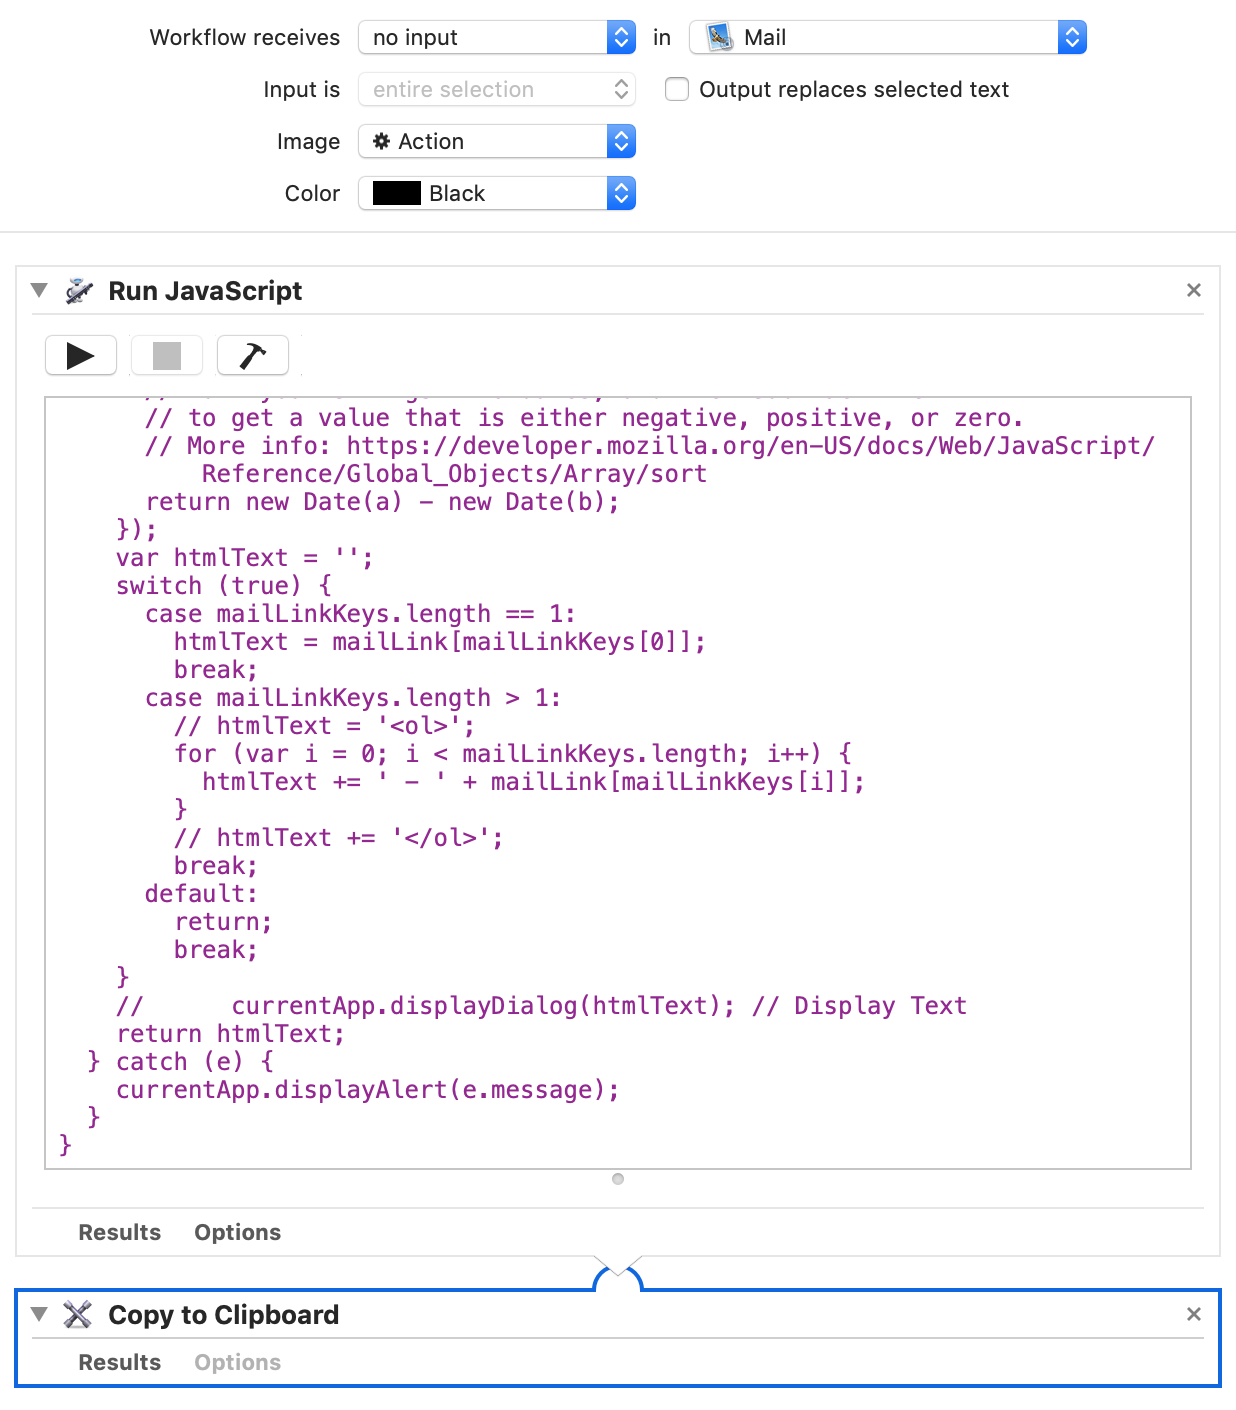 Workflow receives no input in Mail
Input is entire selection Output replaces selected text
Image Action
Color Black
Run JavaScript
// to get a value that is either negative, positive, or zero.
// More info: https://developer.mozilla.org/en-US/docs/Web/JavaScript/
Reference/Global_Objects/Array/sort
return new Date(a) - new Date(b);
});
var htmlText = '';
switch (true) {
case mailLinkKeys.length == 1:
htmlText = mailLink[mailLinkKeys[0]];
break;
case mailLinkKeys.length > 1:
// htmlText = '<ol>';
for (var i = 0; i < mailLinkKeys.length; i++) {
htmlText += ' - ' + mailLink[mailLinkKeys[i]];
}
// htmlText += '</ol>';
break;
default:
return;
break;
}
// currentApp.displayDialog(htmlText); // Display Text
return htmlText;
} catch (e) {
currentApp.displayAlert(e.message);
}
}
Results Options
Copy to Clipboard
Results Options